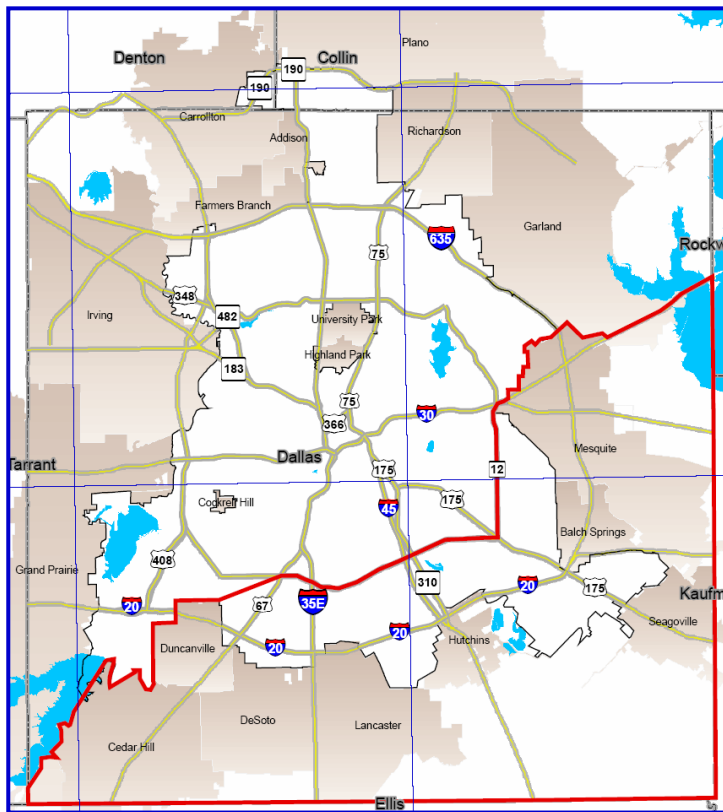 Plano
Denton
Collin
190
190
Carrollton
Addison
Richardson
Farmers Branch
Garland
635
75
Rockw
348
Irving
482
University Park
Highland Park
183
75
30
366
Mesquite
Tarrant
Dallas
175
12
Cockrell Hill
45
175
Balch Springs
408
Grand Prairie
310
20
175
Kaufm
20
67
35E
Seagoville
20
Hutchins
Duncanville
20
DeSoto
Lancaster
Cedar Hill
Ellis